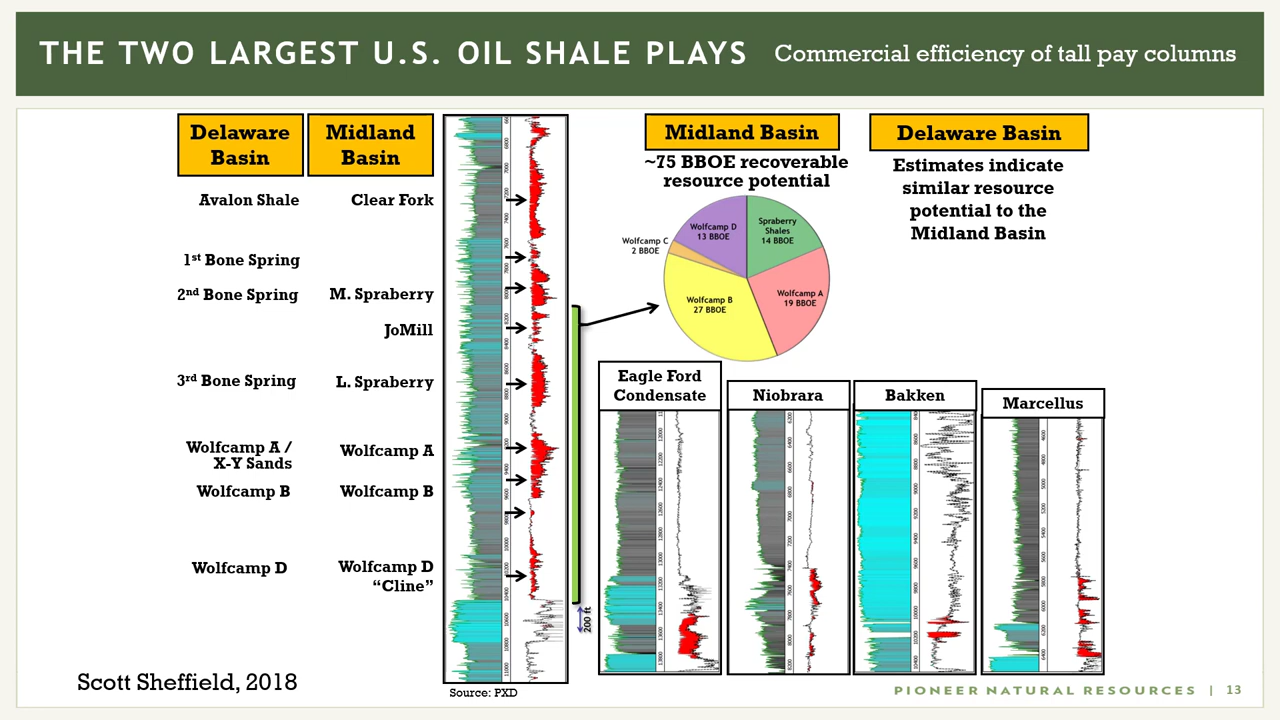 THE TWO LARGEST U.S. OIL SHALE PLAYS
Commercial efficiency of tall pay columns
Delaware
Basin
Midland
Basin
Avalon Shale
Clear Fork
1st Bone Spring
2nd Bone Spring
M. Spraberry
JoMill
3rd Bone Spring
L. Spraberry
Wolfcamp A /
X-Y Sands
Wolfcamp A
Wolfcamp B
Wolfcamp B
Wolfcamp D
Wolfcamp D
“Cline”
200 ft
Source: PXD
Midland Basin
~75 BBOE recoverable
resource potential
Wolfcamp D
13 BBOE
Spraberry
Shales
14 BBOE
Wolfcamp C
2 BBOE
Wolfcamp A
19 BBOE
Wolfcamp B
27 BBOE
Delaware Basin
Estimates indicate
similar resource
potential to the
Midland Basin
Eagle Ford
Condensate
Niobrara
Bakken
Marcellus
Scott Sheffield, 2018
PIONEER NATURAL RESOURCES | 13